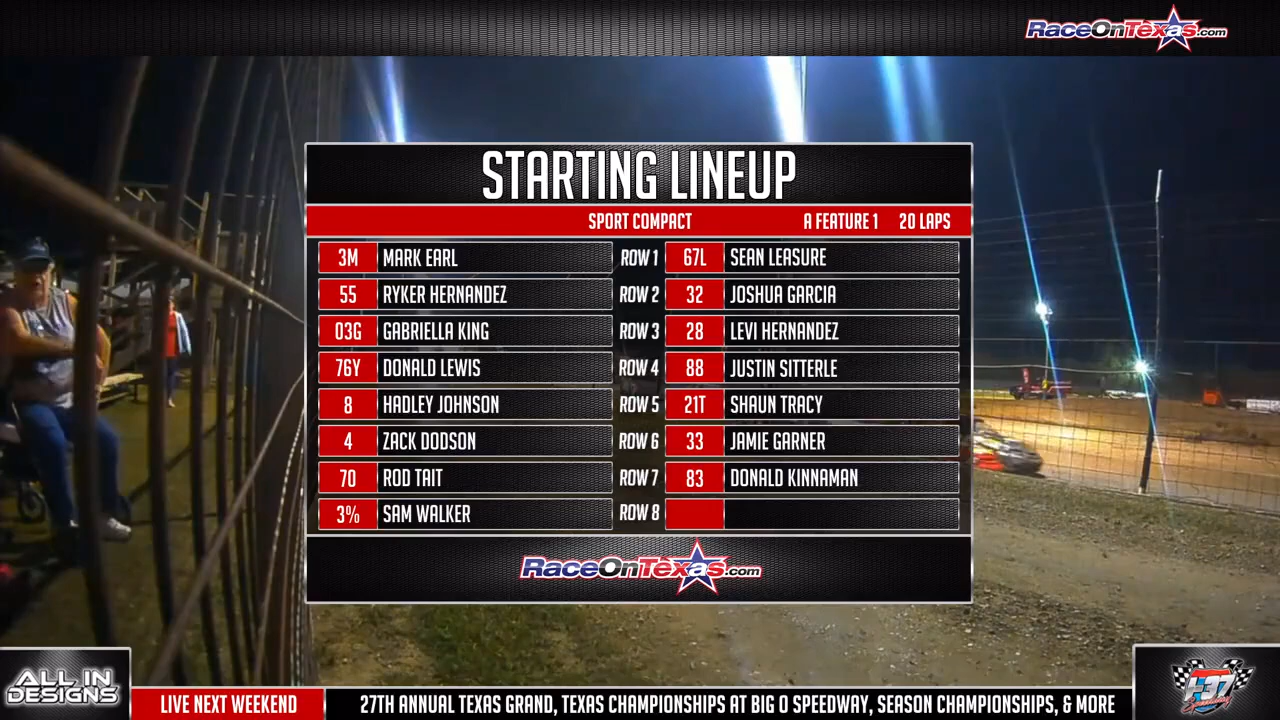 RaceOnTexas.com
STARTING LINEUP
SPORT COMPACT A FEATURE 1 20 LAPS
3M MARK EARL ROW 1 67L SEAN LEASURE
55 RYKER HERNANDEZ ROW 2 32 JOSHUA GARCIA
03G GABRIELLA KING ROW 3 28 LEVI HERNANDEZ
76Y DONALD LEWIS ROW 4 88 JUSTIN SITTERLE
8 HADLEY JOHNSON ROW 5 21T SHAUN TRACY
4 ZACK DODSON ROW 6 33 JAMIE GARNER
70 ROD TAIT ROW 7 83 DONALD KINNAMAN
3% SAM WALKER ROW 8
RaceOnTexas.com
ALL IN
DESIGNS
LIVE NEXT WEEKEND 27TH ANNUAL TEXAS GRAND, TEXAS CHAMPIONSHIPS AT BIG O SPEEDWAY, SEASON CHAMPIONSHIPS, & MORE
I-37
Speedway